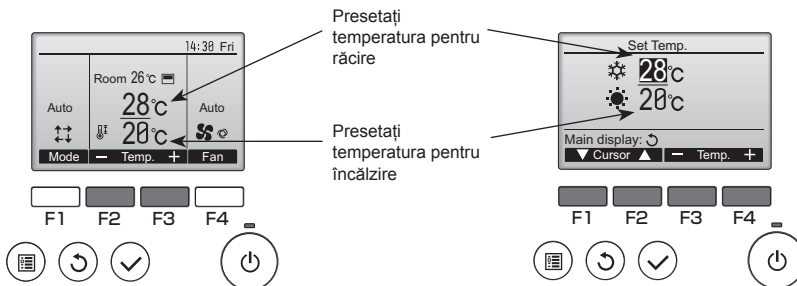 14:30 Fri
Room 26°C
Auto
28°C
Auto
20°C
Mode
— Temp. +
Fan
F1
F2
F3
F4
Presetați
temperatura pentru
răcire
Presetați
temperatura pentru
încălzire
Set Temp.
28°C
20°C
Main display:
▼ Cursor ▲
— Temp. +
F1
F2
F3
F4